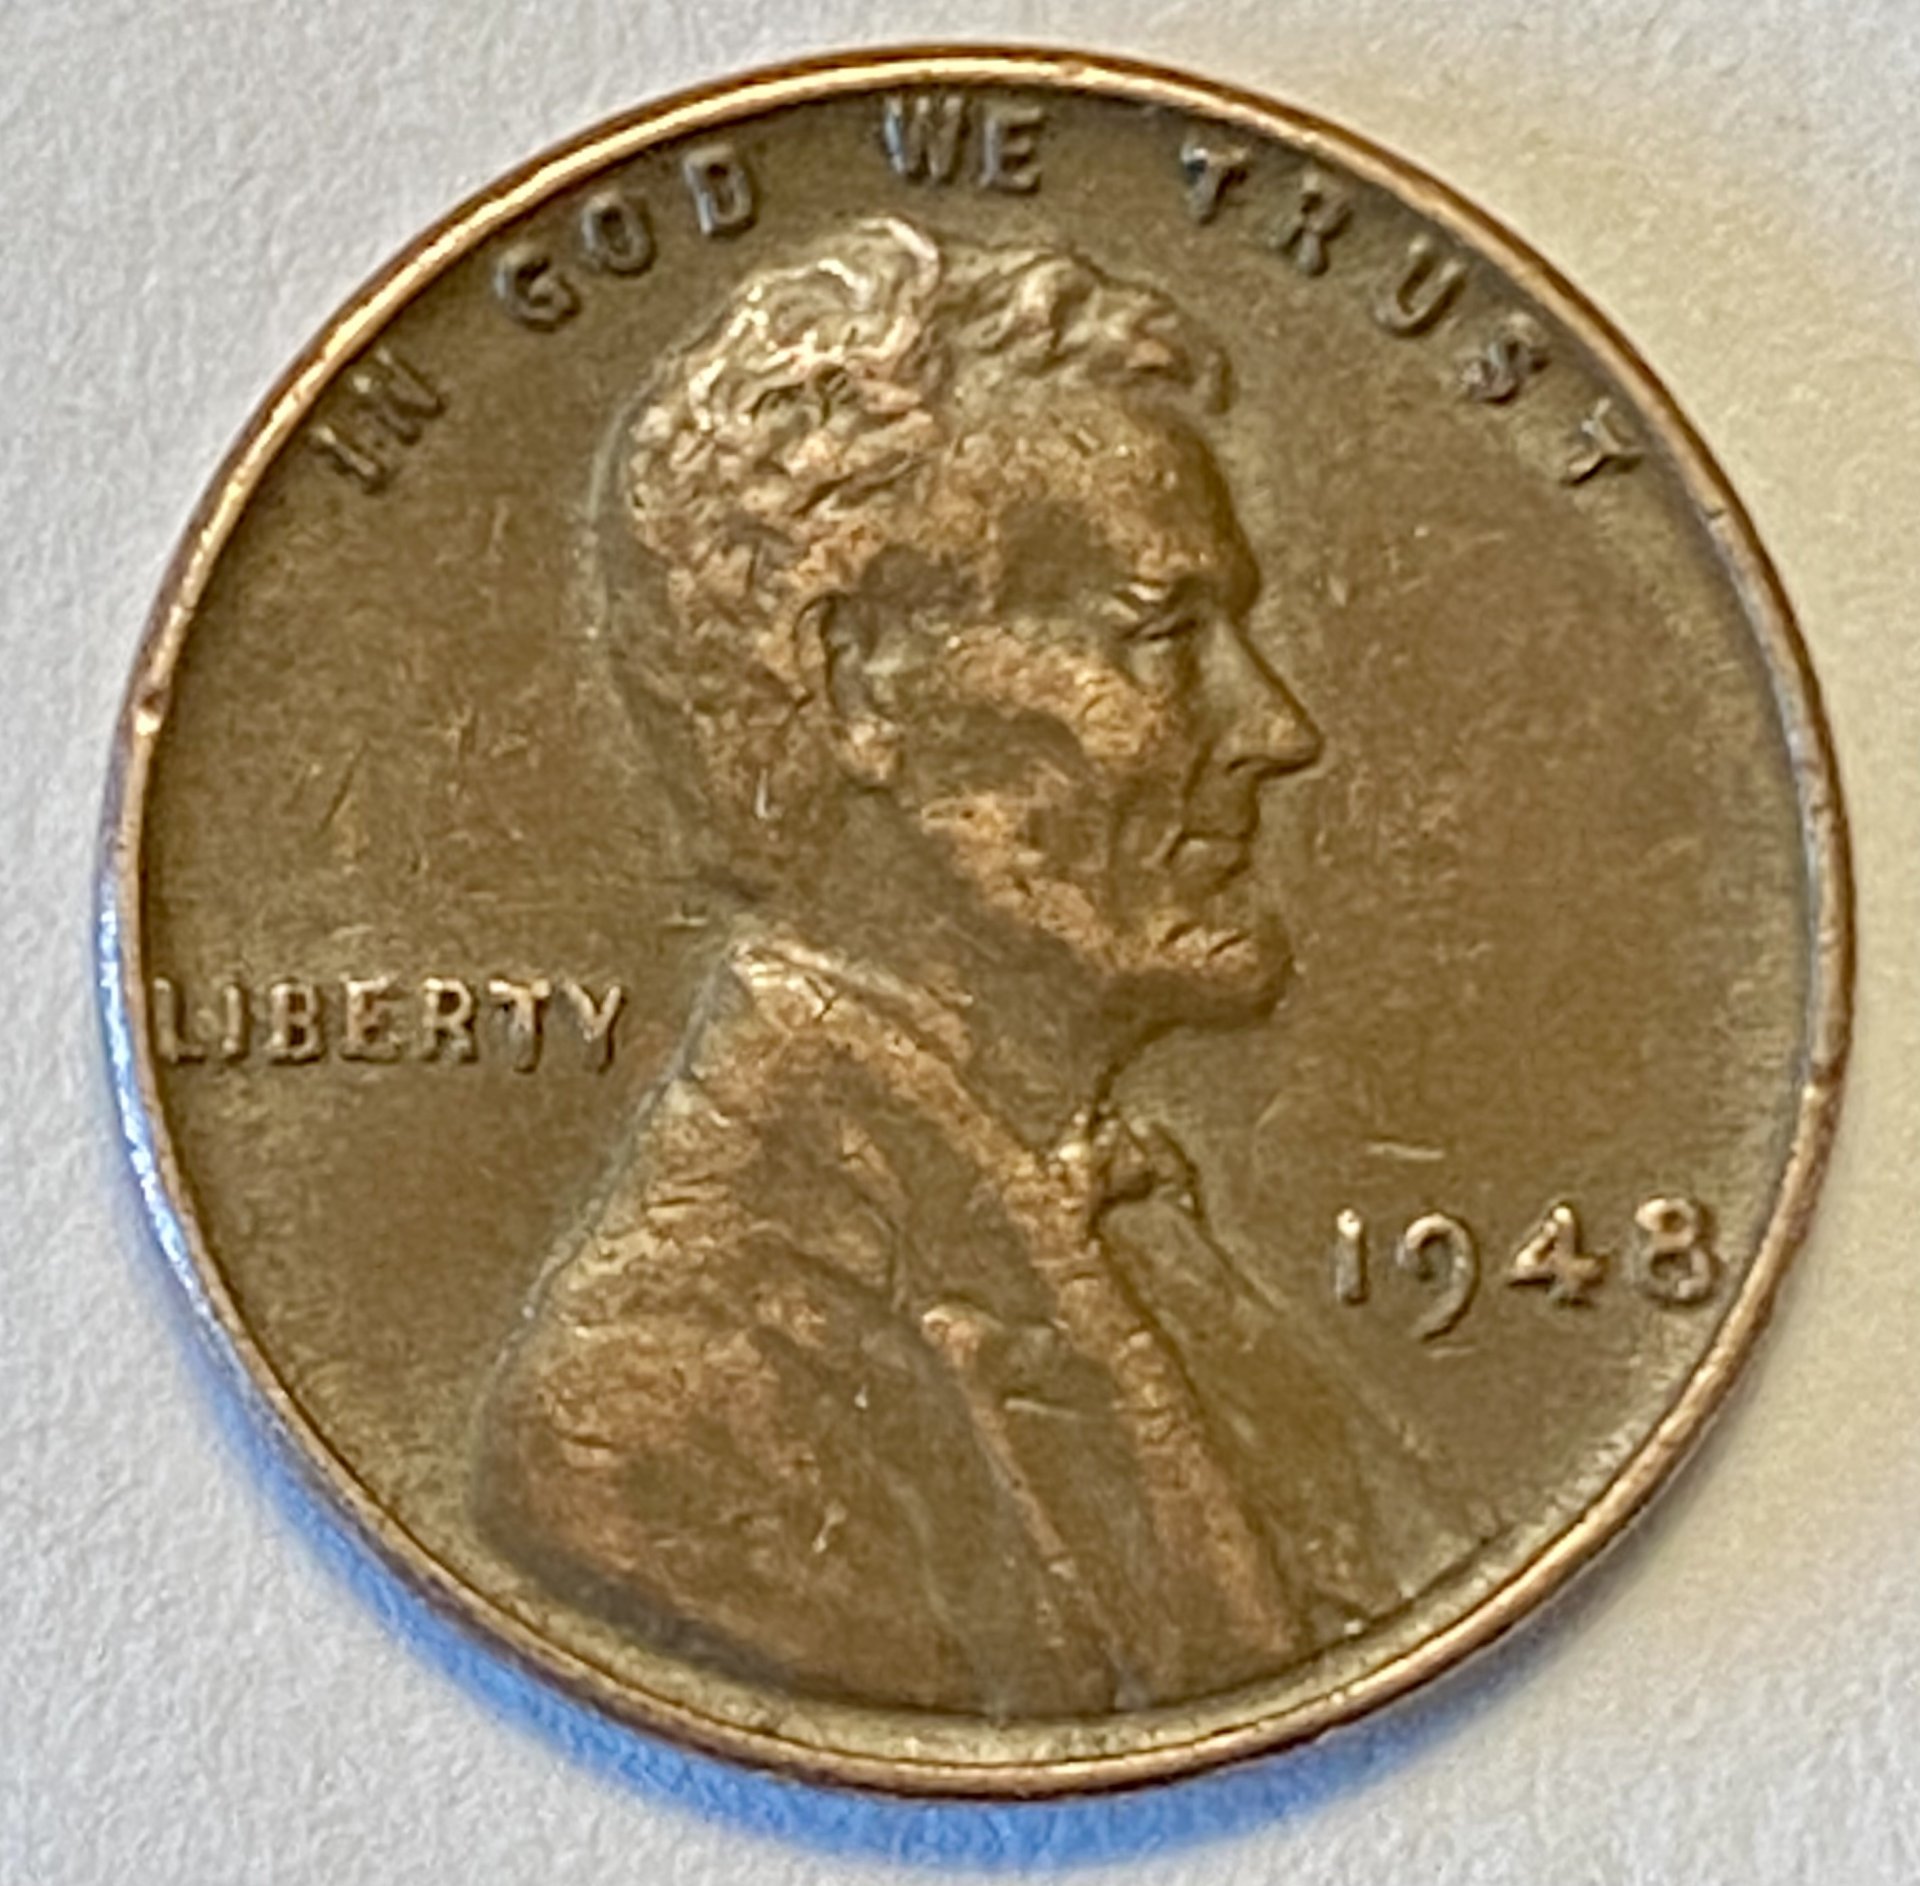 IN GOD WE TRUST
LIBERTY
1948